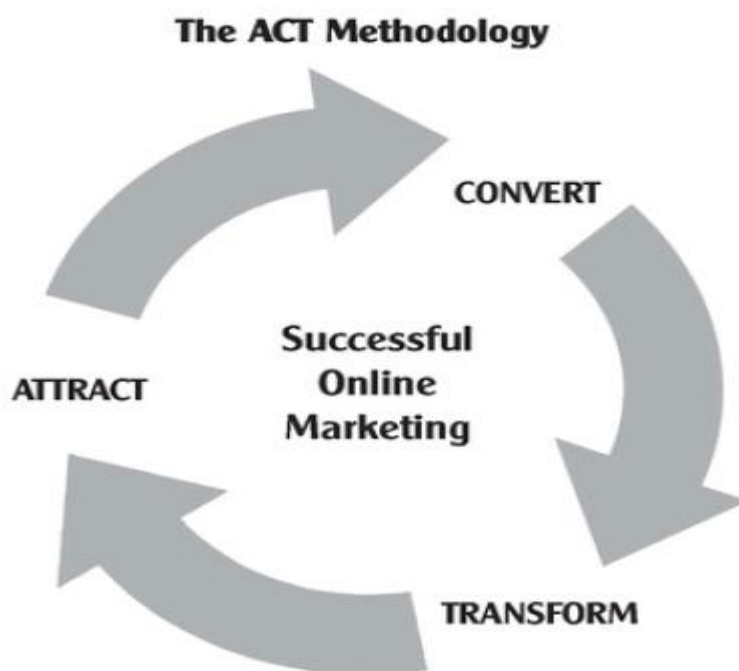 The ACT Methodology
CONVERT
Successful
Online
Marketing
ATTRACT
TRANSFORM